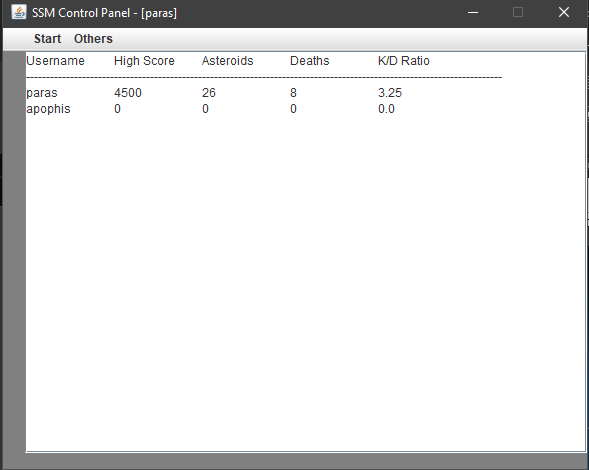 SSM Control Panel - [paras]
Start Others
Username High Score Asteroids Deaths K/D Ratio
--------------------------------------------------------------------------------------------------------------------------------------------------------
paras 4500 26 8 3.25
apophis 0 0 0 0.0